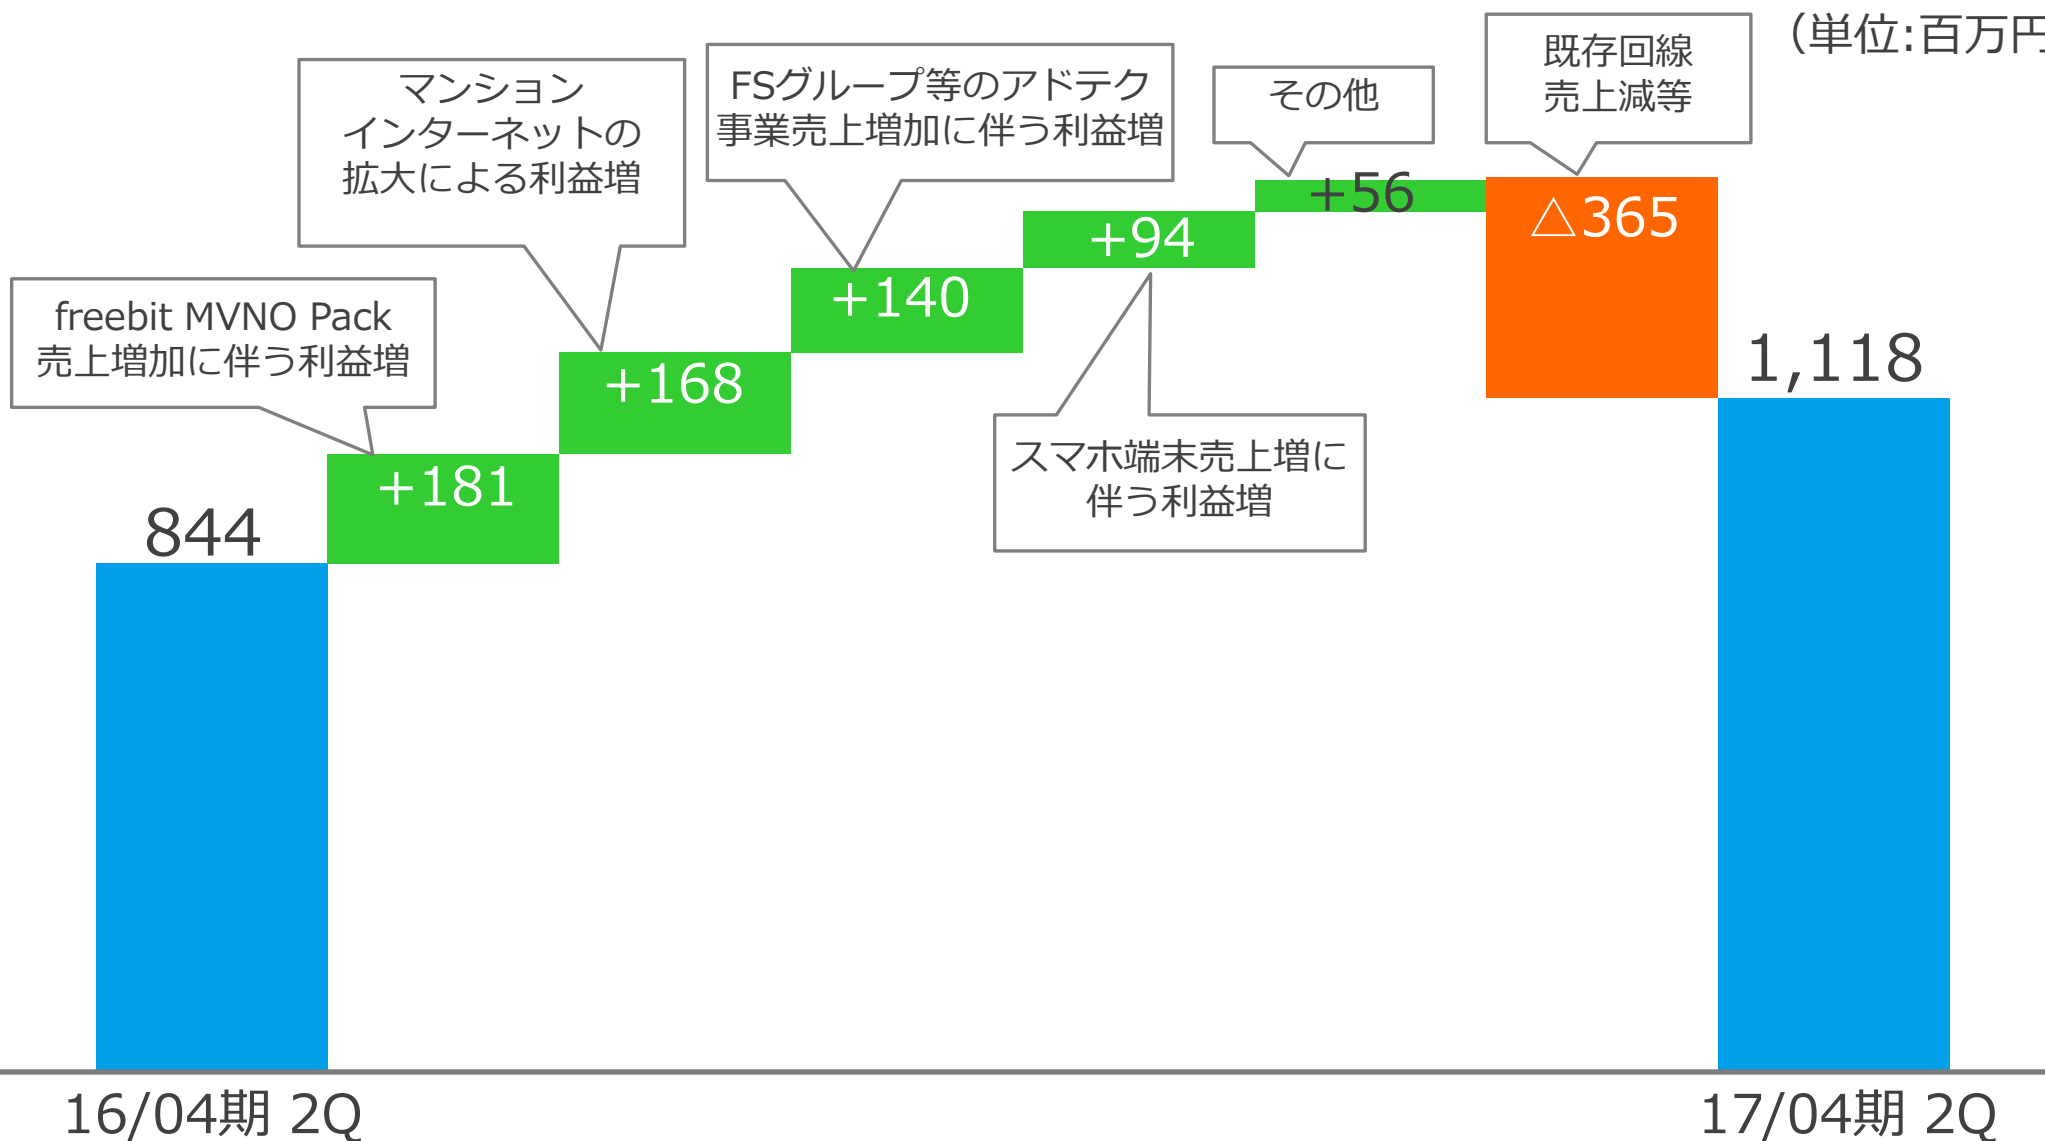 (単位:百万円
マンション
インターネットの
拡大による利益増
FSグループ等のアドテク
事業売上増加に伴う利益増
その他
既存回線
売上減等
freebit MVNO Pack
売上増加に伴う利益増
スマホ端末売上増に
伴う利益増
844
+181
+168
+140
+94
+56
△365
1,118
16/04期 2Q
17/04期 2Q